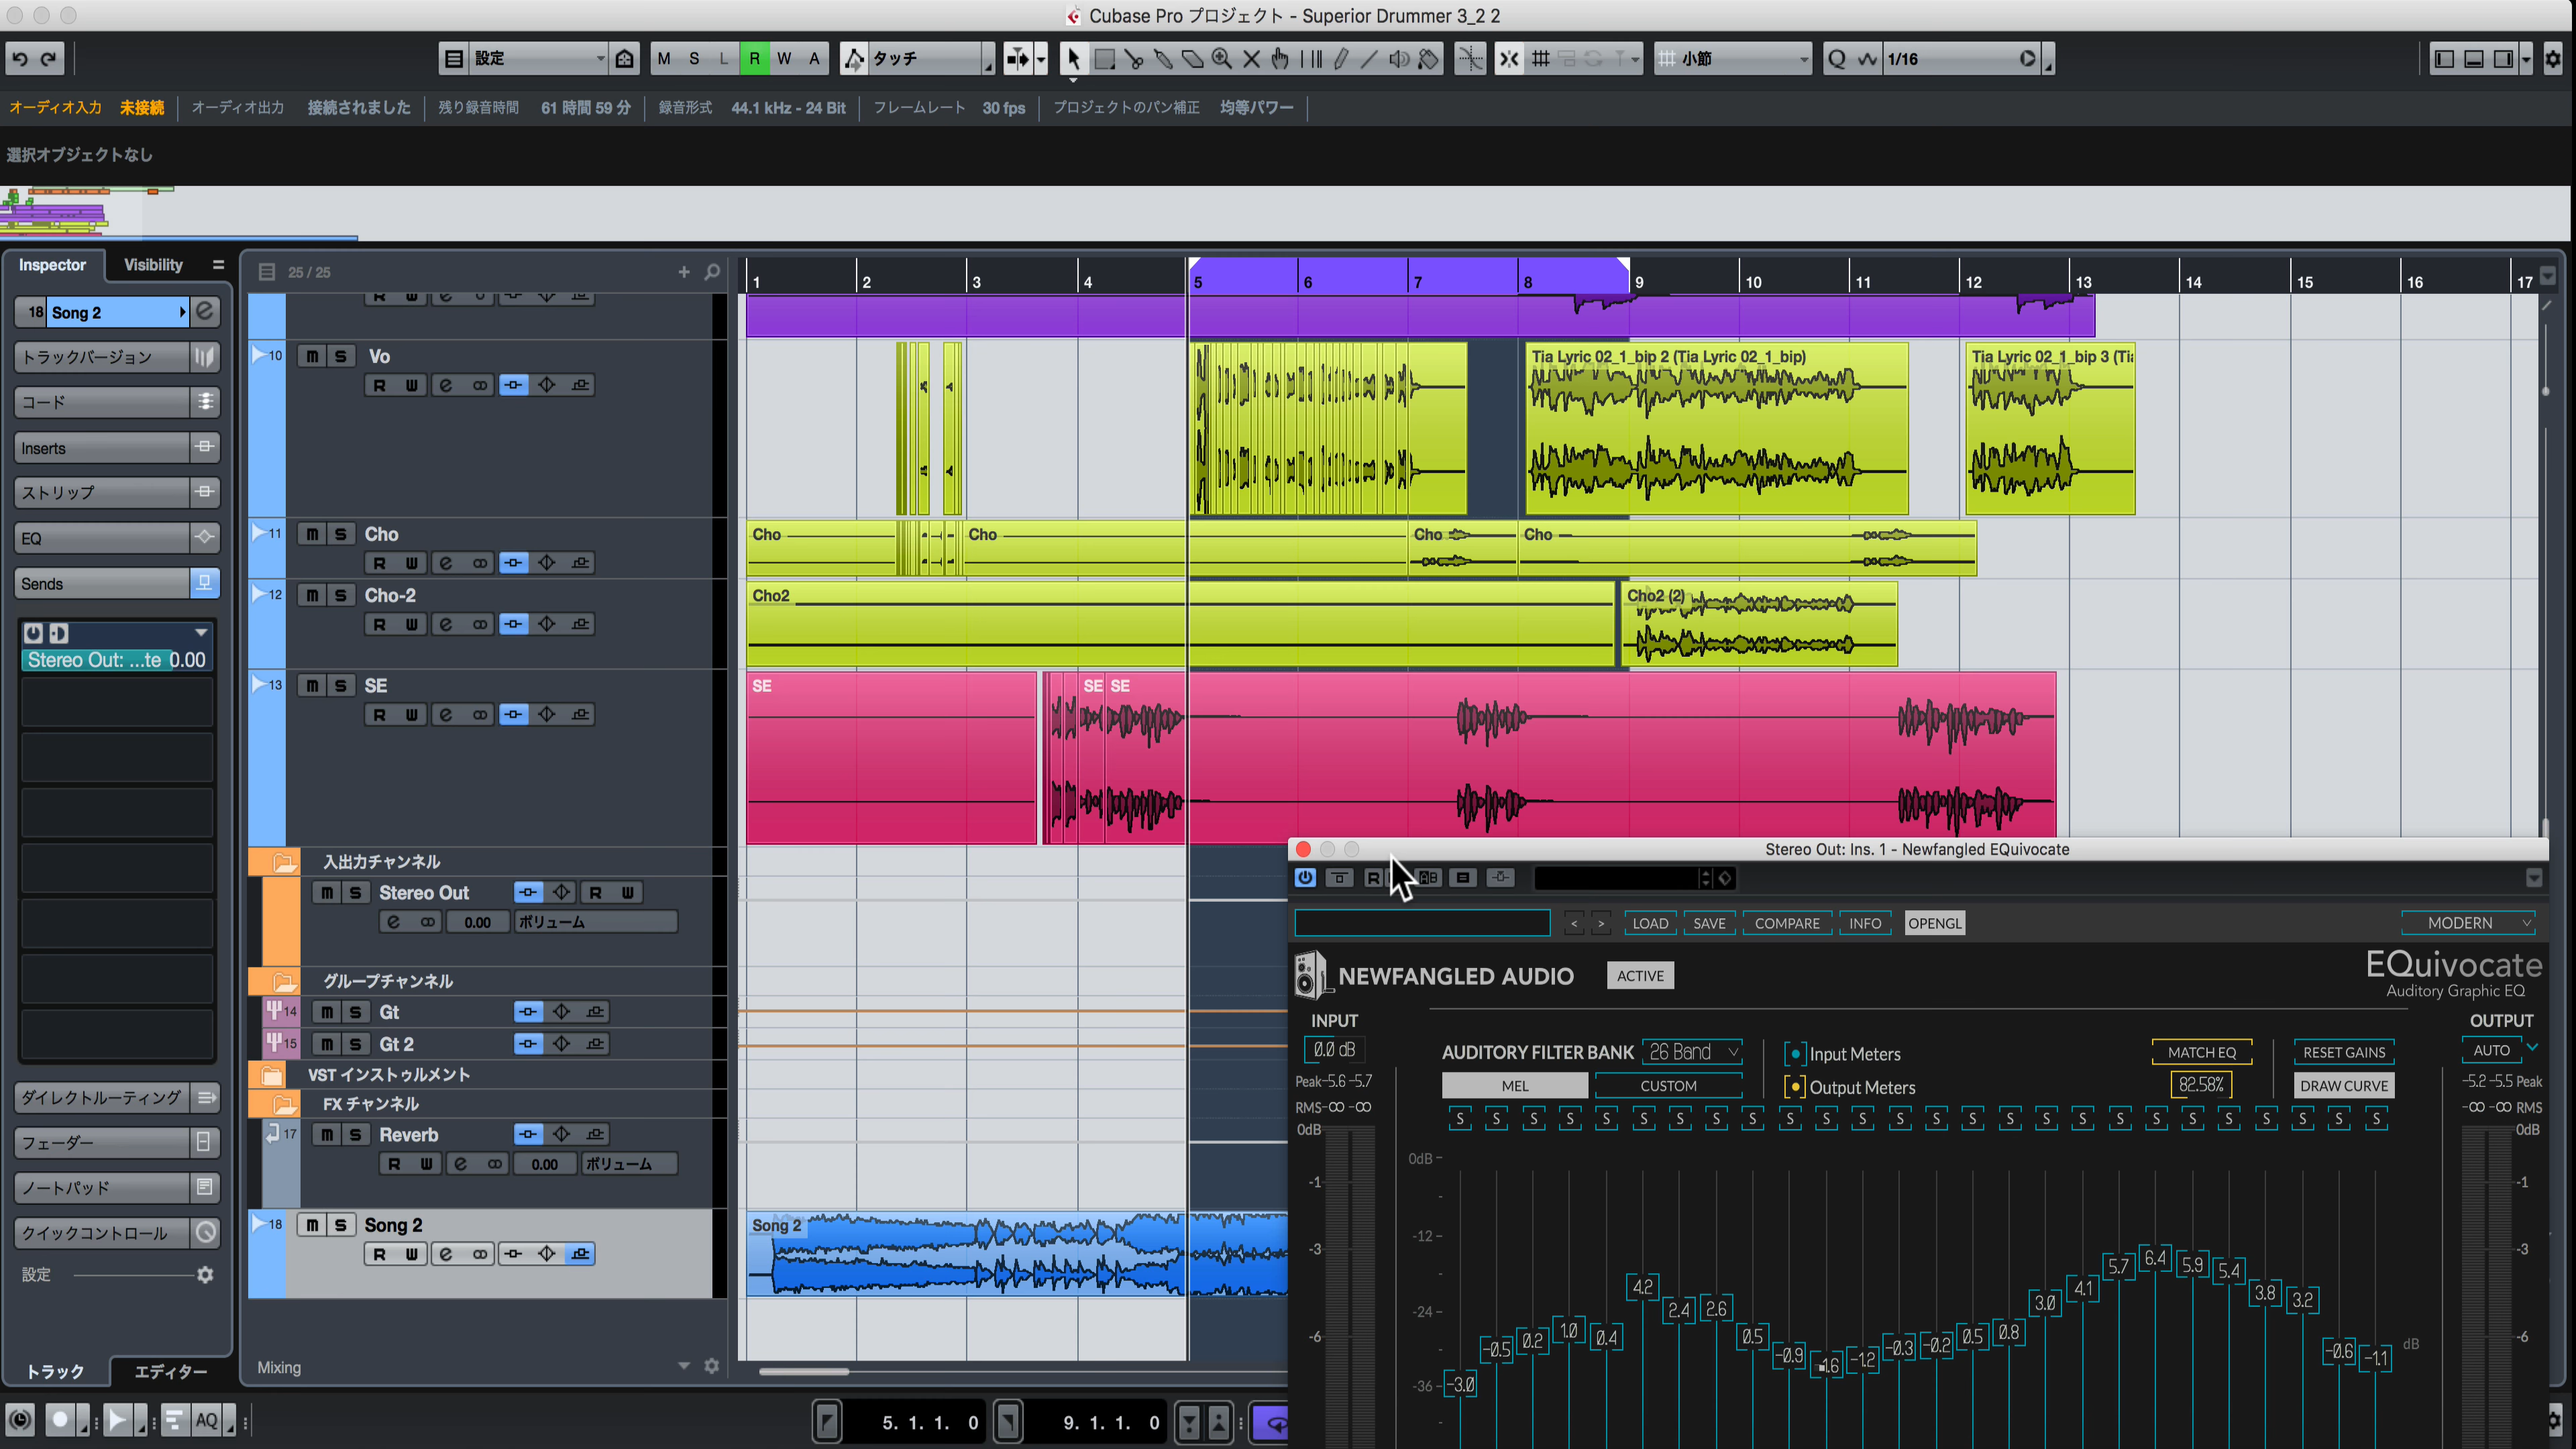 Cubase Pro プロジェクト - Superior Drummer 3_2 2
設定
M S L R W A
タッチ
小節
Q
1/16
オーディオ入力 未接続 オーディオ出力 接続されました 残り録音時間 61 時間 59 分 録音形式 44.1 kHz - 24 Bit フレームレート 30 fps プロジェクトのパン補正 均等パワー
選択オブジェクトなし
Inspector Visibility
25 / 25
1 2 3 4 5 6 7 8 9 10 11 12 13 14 15 16 17
18 Song 2
トラックバージョン
コード
Inserts
ストリップ
EQ
Sends
Stereo Out: ...te 0.00
ダイレクトルーティング
フェーダー
ノートパッド
クイックコントロール
設定
トラック エディター
R W e
10 m S Vo
R W e
11 m S Cho
R W e
12 m S Cho-2
R W e
13 m S SE
R W e
入出力チャンネル
m S Stereo Out R W
e 0.00 ボリューム
グループチャンネル
14 m S Gt
15 m S Gt 2
VST インストゥルメント
FX チャンネル
17 m S Reverb
R W e 0.00 ボリューム
18 m S Song 2
R W e
Mixing
Tia Lyric 02_1_bip 2 (Tia Lyric 02_1_bip)
Tia Lyric 02_1_bip 3 (Tia
Cho Cho Cho Cho
Cho2 Cho2 (2)
SE SE SE
Song 2
Stereo Out: Ins. 1 - Newfangled EQuivocate
R
< > LOAD SAVE COMPARE INFO OPENGL MODERN
NEWFANGLED AUDIO ACTIVE
EQuivocate
Auditory Graphic EQ
INPUT
0.0 dB
Peak -5.6 -5.7
RMS -∞ -∞
0dB
-1
-3
-6
AUDITORY FILTER BANK 26 Band
MEL CUSTOM
Input Meters
Output Meters
MATCH EQ
82.58%
RESET GAINS
DRAW CURVE
OUTPUT
AUTO
-5.2 -5.5 Peak
-∞ -∞ RMS
0dB
-1
-3
-6
S S S S S S S S S S S S S S S S S S S S S S S S S S
0dB
-12
-24
-36
-3.0 -0.5 0.2 1.0 0.4 4.2 2.4 2.6 0.5 -0.9 -1.6 -1.2 -0.3 -0.2 0.5 0.8 3.0 4.1 5.7 6.4 5.9 5.4 3.8 3.2 -0.6 -1.1
dB
AQ
5. 1. 1. 0
9. 1. 1. 0